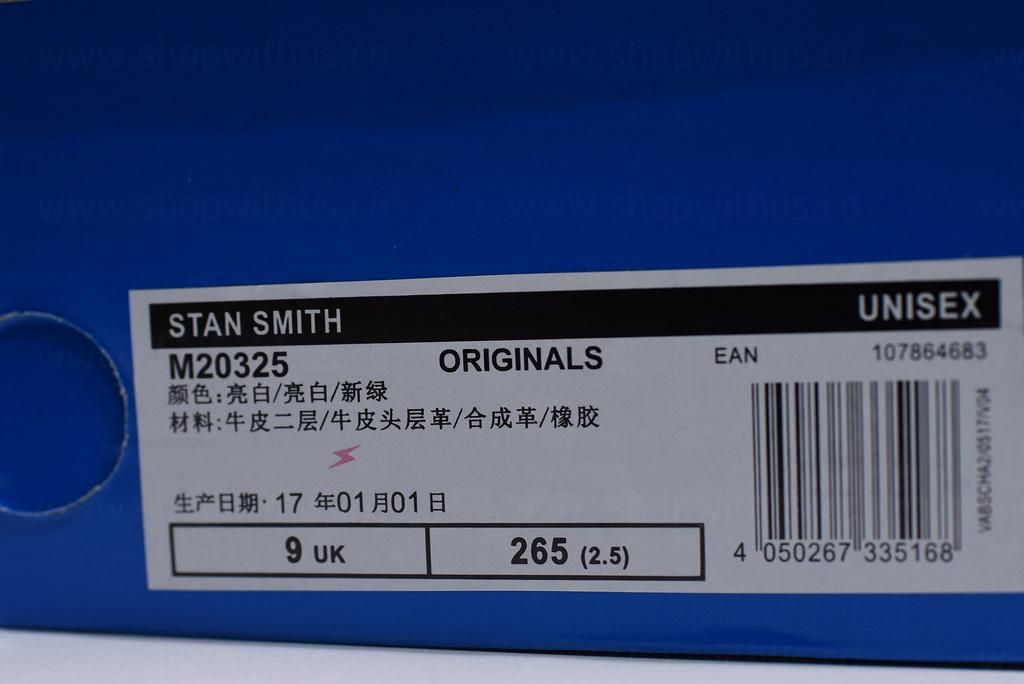 www.shopwithus.co www.shopwithus.co
www.shopwithus.co www.shopwithus.co
STAN SMITH UNISEX
M20325 ORIGINALS EAN 107864683
颜色:亮白/亮白/新绿
材料:牛皮二层/牛皮头层革/合成革/橡胶
生产日期: 17 年01月01日
9 UK 265 (2.5)
4 050267 335168
VABSCHA2/0517/V04